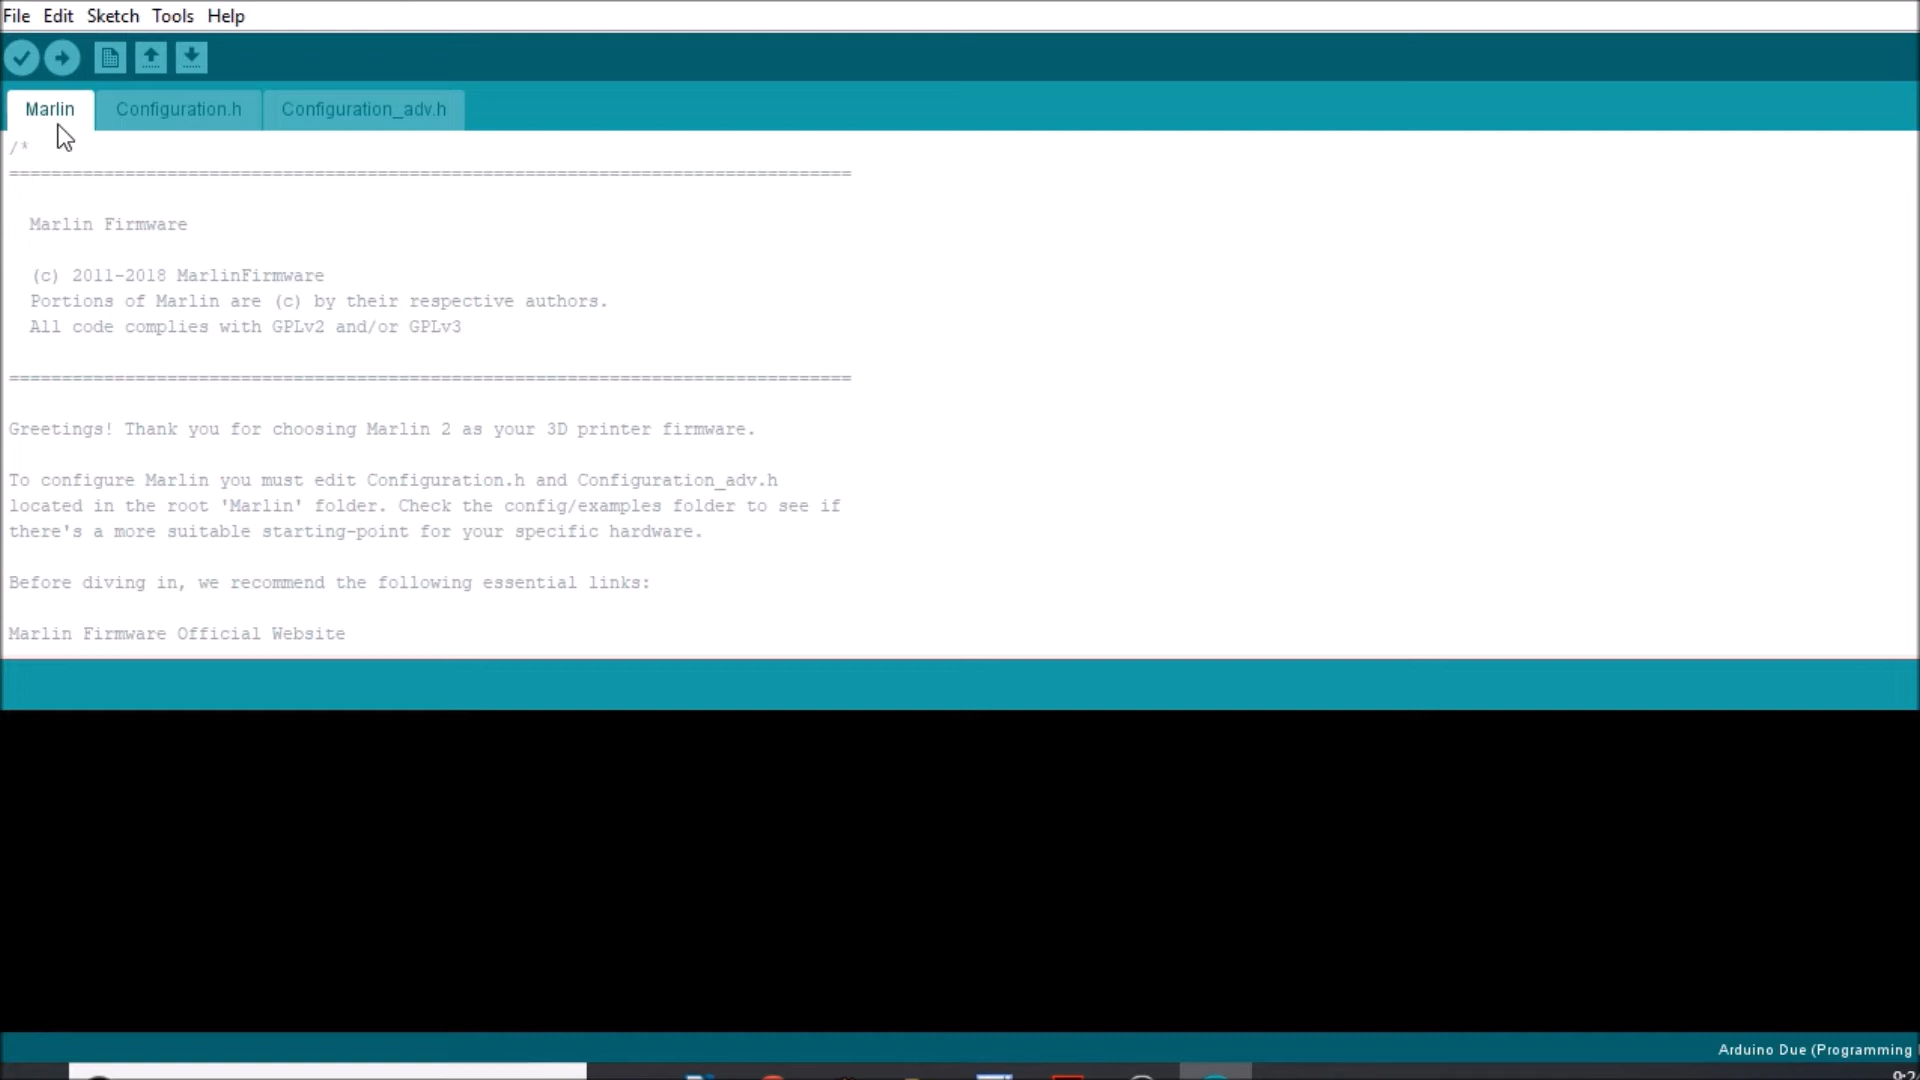 File Edit Sketch Tools Help
Marlin Configuration.h Configuration_adv.h
/*
================================================================================
Marlin Firmware
(c) 2011-2018 MarlinFirmware
Portions of Marlin are (c) by their respective authors.
All code complies with GPLv2 and/or GPLv3
================================================================================
Greetings! Thank you for choosing Marlin 2 as your 3D printer firmware.
To configure Marlin you must edit Configuration.h and Configuration_adv.h
located in the root 'Marlin' folder. Check the config/examples folder to see if
there's a more suitable starting-point for your specific hardware.
Before diving in, we recommend the following essential links:
Marlin Firmware Official Website
Arduino Due (Programming